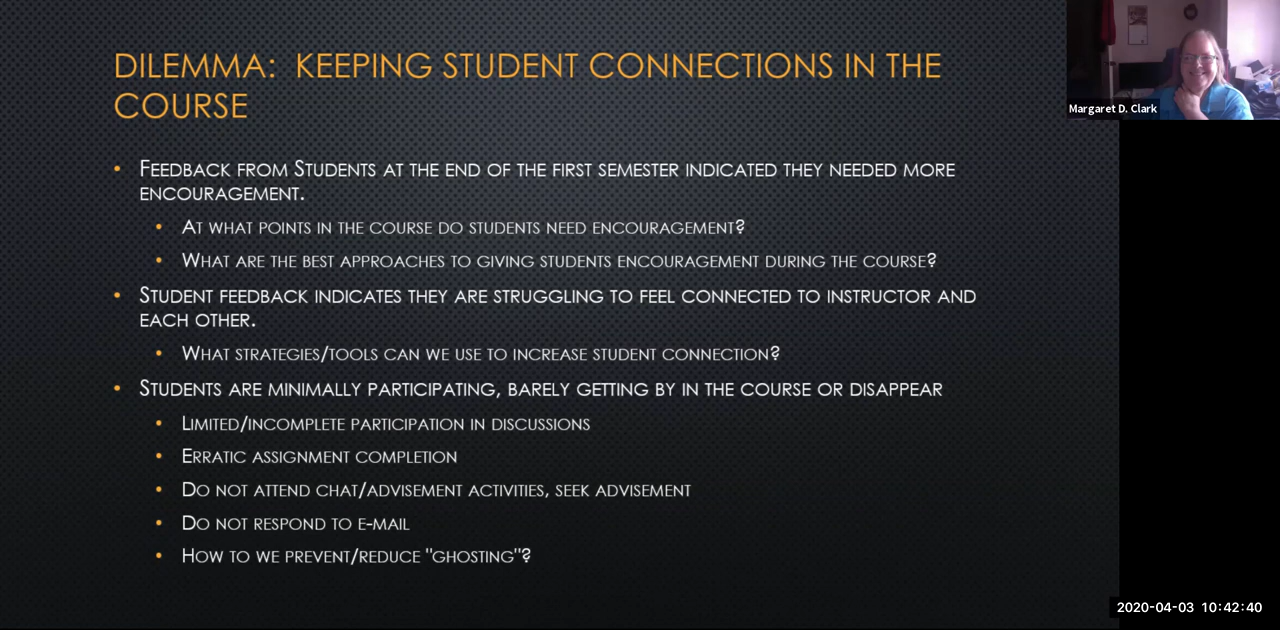 DILEMMA: KEEPING STUDENT CONNECTIONS IN THE
COURSE
Margaret D. Clark
• FEEDBACK FROM STUDENTS AT THE END OF THE FIRST SEMESTER INDICATED THEY NEEDED MORE
ENCOURAGEMENT.
• AT WHAT POINTS IN THE COURSE DO STUDENTS NEED ENCOURAGEMENT?
• WHAT ARE THE BEST APPROACHES TO GIVING STUDENTS ENCOURAGEMENT DURING THE COURSE?
• STUDENT FEEDBACK INDICATES THEY ARE STRUGGLING TO FEEL CONNECTED TO INSTRUCTOR AND
EACH OTHER.
• WHAT STRATEGIES/TOOLS CAN WE USE TO INCREASE STUDENT CONNECTION?
• STUDENTS ARE MINIMALLY PARTICIPATING, BARELY GETTING BY IN THE COURSE OR DISAPPEAR
• LIMITED/INCOMPLETE PARTICIPATION IN DISCUSSIONS
• ERRATIC ASSIGNMENT COMPLETION
• DO NOT ATTEND CHAT/ADVISEMENT ACTIVITIES, SEEK ADVISEMENT
• DO NOT RESPOND TO E-MAIL
• HOW TO WE PREVENT/REDUCE "GHOSTING"?
2020-04-03 10:42:40